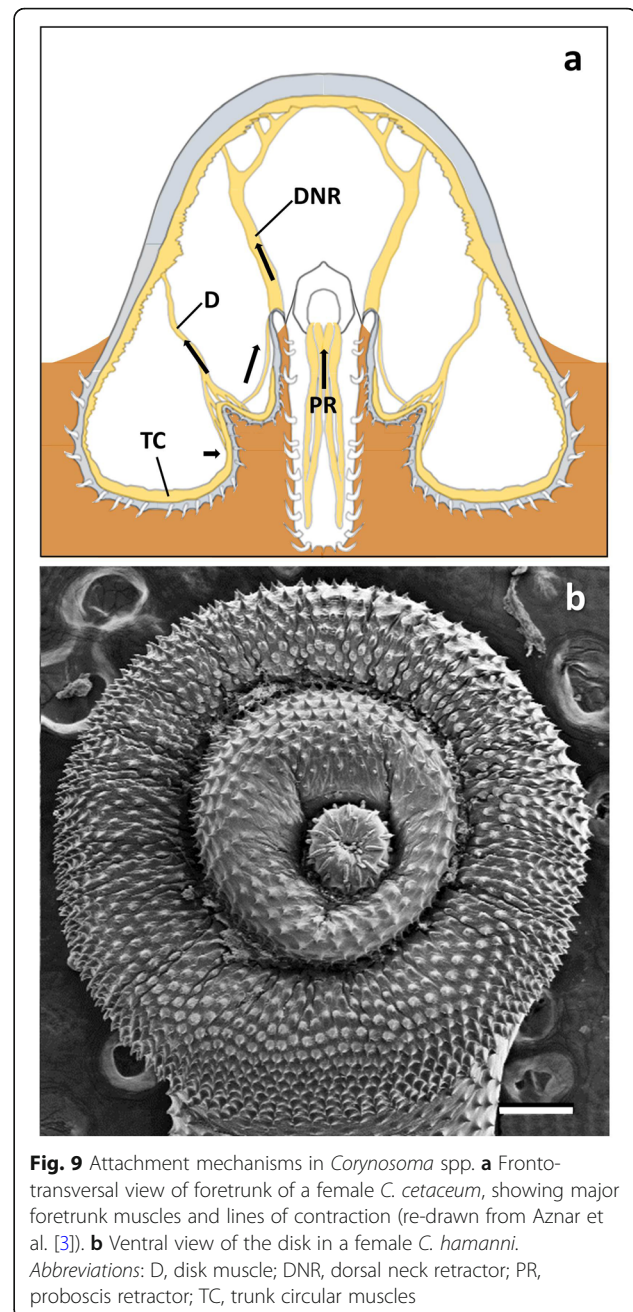 a
DNR
D
PR
TC
b
Fig. 9 Attachment mechanisms in Corynosoma spp. a Fronto-
transversal view of foretrunk of a female C. cetaceum, showing major
foretrunk muscles and lines of contraction (re-drawn from Aznar et
al. [3]). b Ventral view of the disk in a female C. hamanni.
Abbreviations: D, disk muscle; DNR, dorsal neck retractor; PR,
proboscis retractor; TC, trunk circular muscles